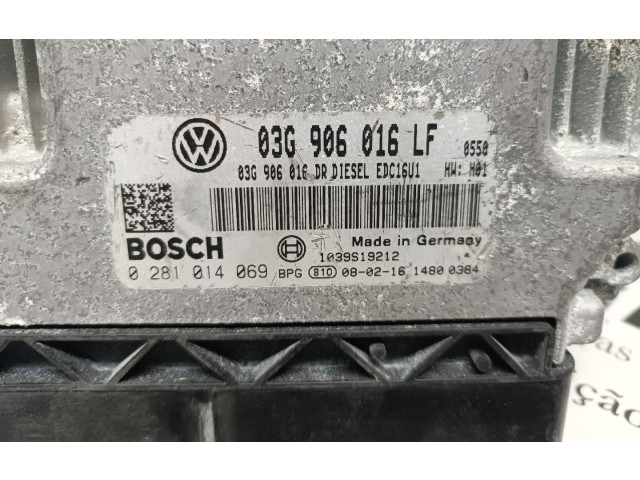 03G 906 016 LF 0550
03G 906 016 DR DIESEL EDC16U1 HW: H01
BOSCH
Made in Germany
1039S19212
0 281 014 069 BPG 810 08-02-16 1480 0384
ção